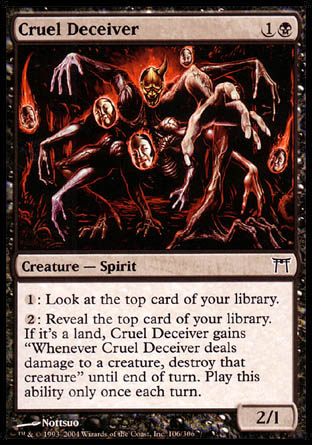 Cruel Deceiver 1
Creature — Spirit
1: Look at the top card of your library.
2: Reveal the top card of your library.
If it's a land, Cruel Deceiver gains
"Whenever Cruel Deceiver deals
damage to a creature, destroy that
creature" until end of turn. Play this
ability only once each turn.
Nottsuo
™ & © 1993-2004 Wizards of the Coast, Inc. 106/306
2/1